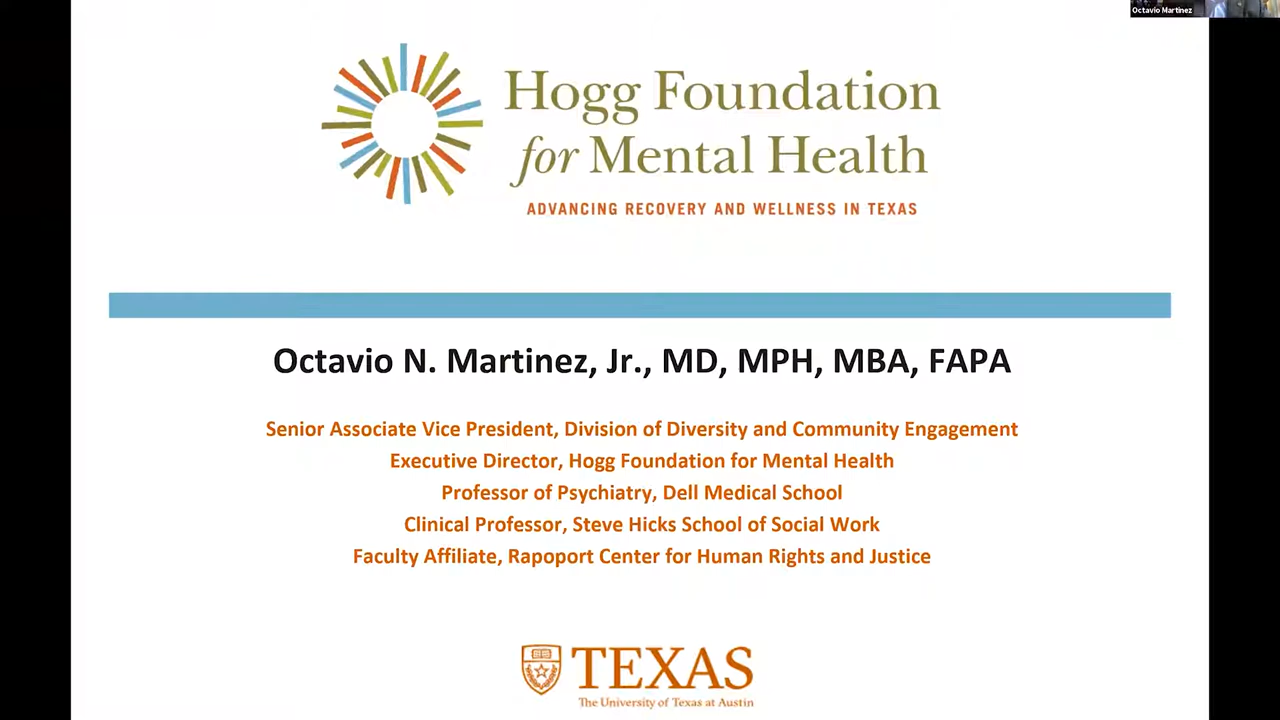 Octavio Martinez
Hogg Foundation
for Mental Health
ADVANCING RECOVERY AND WELLNESS IN TEXAS
Octavio N. Martinez, Jr., MD, MPH, MBA, FAPA
Senior Associate Vice President, Division of Diversity and Community Engagement
Executive Director, Hogg Foundation for Mental Health
Professor of Psychiatry, Dell Medical School
Clinical Professor, Steve Hicks School of Social Work
Faculty Affiliate, Rapoport Center for Human Rights and Justice
TEXAS
The University of Texas at Austin